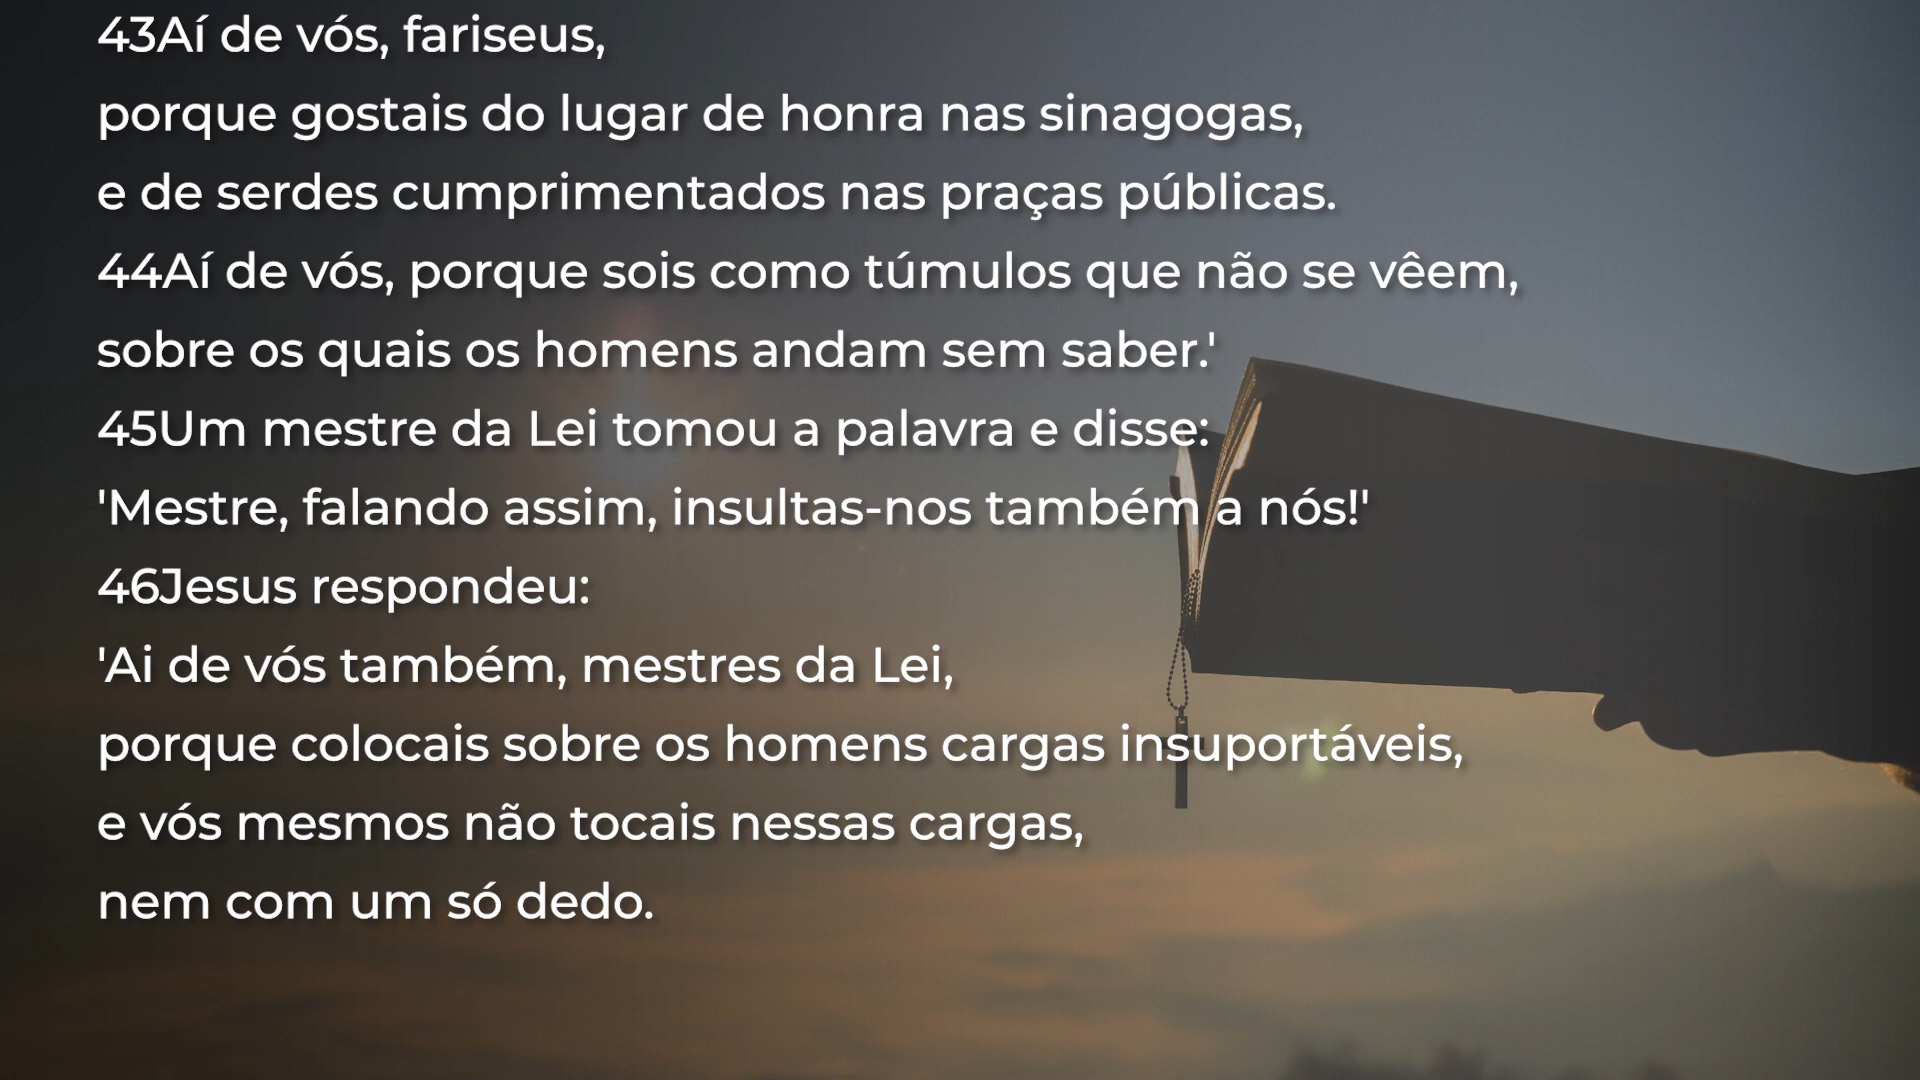 43Aí de vós, fariseus,
porque gostais do lugar de honra nas sinagogas,
e de serdes cumprimentados nas praças públicas.
44Aí de vós, porque sois como túmulos que não se vêem,
sobre os quais os homens andam sem saber.'
45Um mestre da Lei tomou a palavra e disse:
'Mestre, falando assim, insultas-nos também a nós!'
46Jesus respondeu:
'Ai de vós também, mestres da Lei,
porque colocais sobre os homens cargas insuportáveis,
e vós mesmos não tocais nessas cargas,
nem com um só dedo.